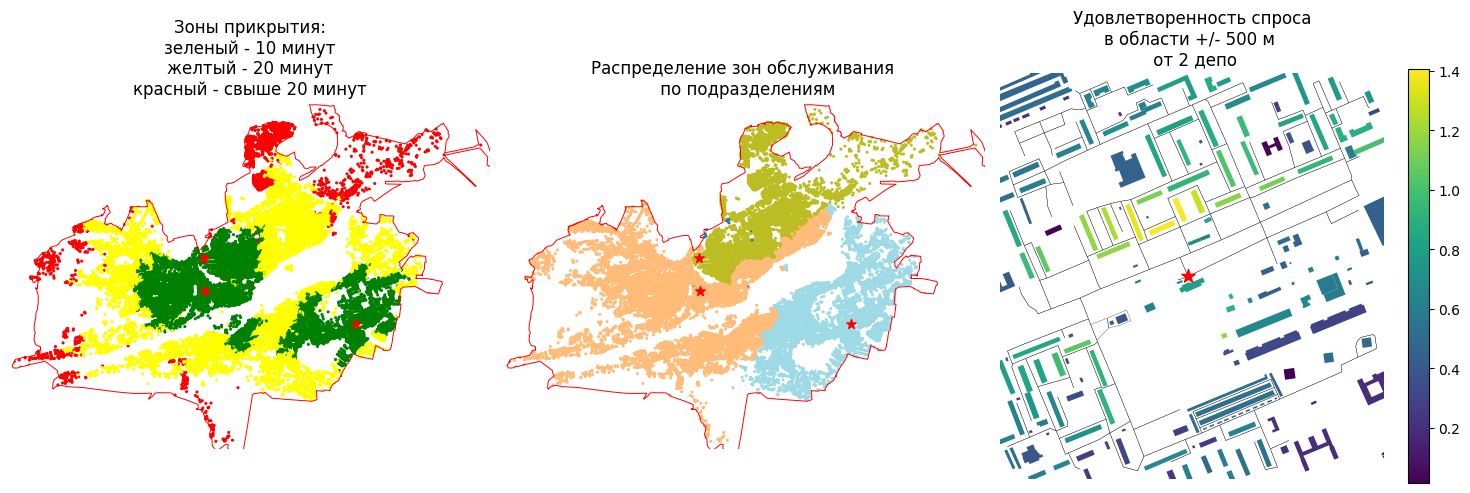 Зоны прикрытия:
зеленый - 10 минут
желтый - 20 минут
красный - свыше 20 минут
Распределение зон обслуживания
по подразделениям
Удовлетворенность спроса
в области +/- 500 м
от 2 депо
1.4
1.2
1.0
0.8
0.6
0.4
0.2